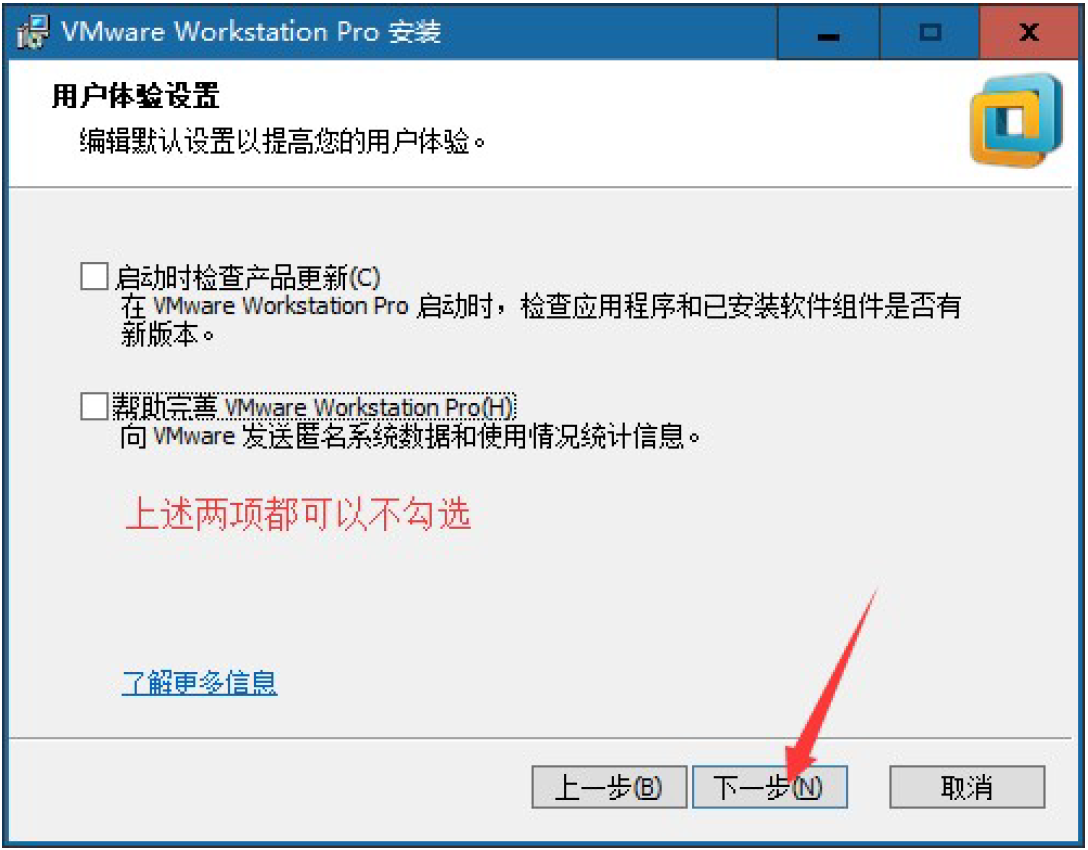 VMware Workstation Pro 安装
用户体验设置
编辑默认设置以提高您的用户体验。
启动时检查产品更新(C)
在 VMware Workstation Pro 启动时，检查应用程序和已安装软件组件是否有
新版本。
帮助完善 VMware Workstation Pro(H)
向 VMware 发送匿名系统数据和使用情况统计信息。
上述两项都可以不勾选
了解更多信息
上一步(B) 下一步(N) 取消